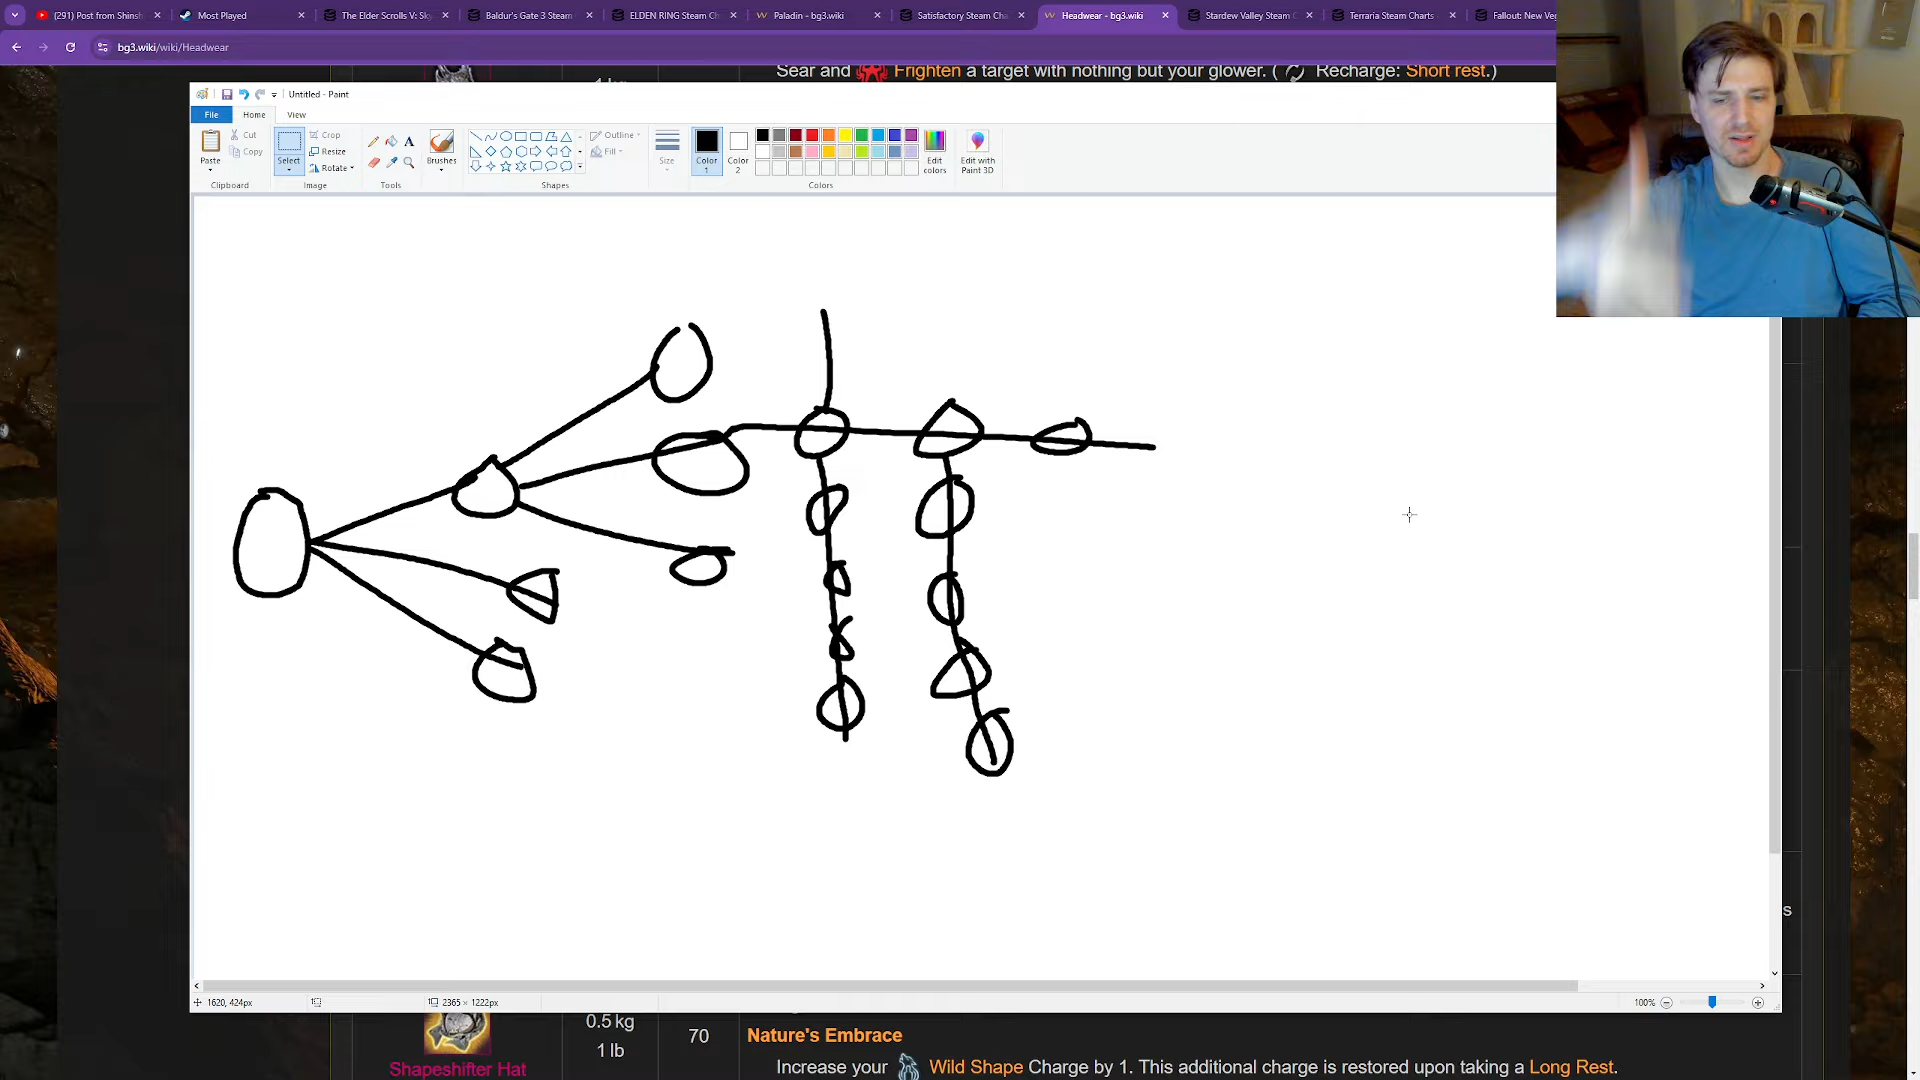 (291) Post from Shinsh
Most Played
The Elder Scrolls V: Sky
Baldur's Gate 3 Steam
ELDEN RING Steam Ch
Paladin - bg3.wiki
Satisfactory Steam Cha
Headwear - bg3.wiki
Stardew Valley Steam C
Terraria Steam Charts
Fallout: New Veg
bg3.wiki/wiki/Headwear
Sear and Frighten a target with nothing but your glower. ( Recharge: Short rest.)
Untitled - Paint
File Home View
Paste
Cut
Copy
Clipboard
Select
Crop
Resize
Rotate
Image
Tools
Brushes
Outline
Fill
Shapes
Size
Color 1
Color 2
Edit colors
Edit with Paint 3D
Colors
1620, 424px
2365 × 1222px
100%
0.5 kg
1 lb
70
Nature's Embrace
Shapeshifter Hat
Increase your Wild Shape Charge by 1. This additional charge is restored upon taking a Long Rest.